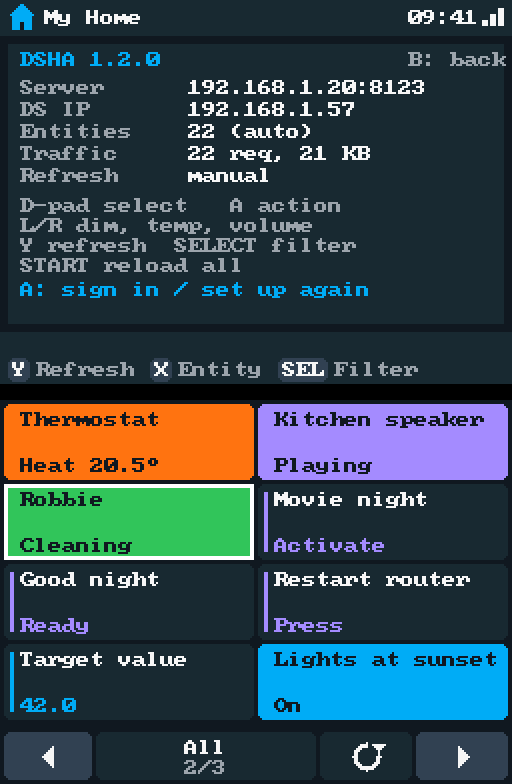 My Home 09:41
DSHA 1.2.0 B: back
Server 192.168.1.20:8123
DS IP 192.168.1.57
Entities 22 (auto)
Traffic 22 req, 21 KB
Refresh manual
D-pad select A action
L/R dim, temp, volume
Y refresh SELECT filter
START reload all
A: sign in / set up again
Y Refresh X Entity SEL Filter
Thermostat
Heat 20.5°
Kitchen speaker
Playing
Robbie
Cleaning
Movie night
Activate
Good night
Ready
Restart router
Press
Target value
42.0
Lights at sunset
On
All
2/3